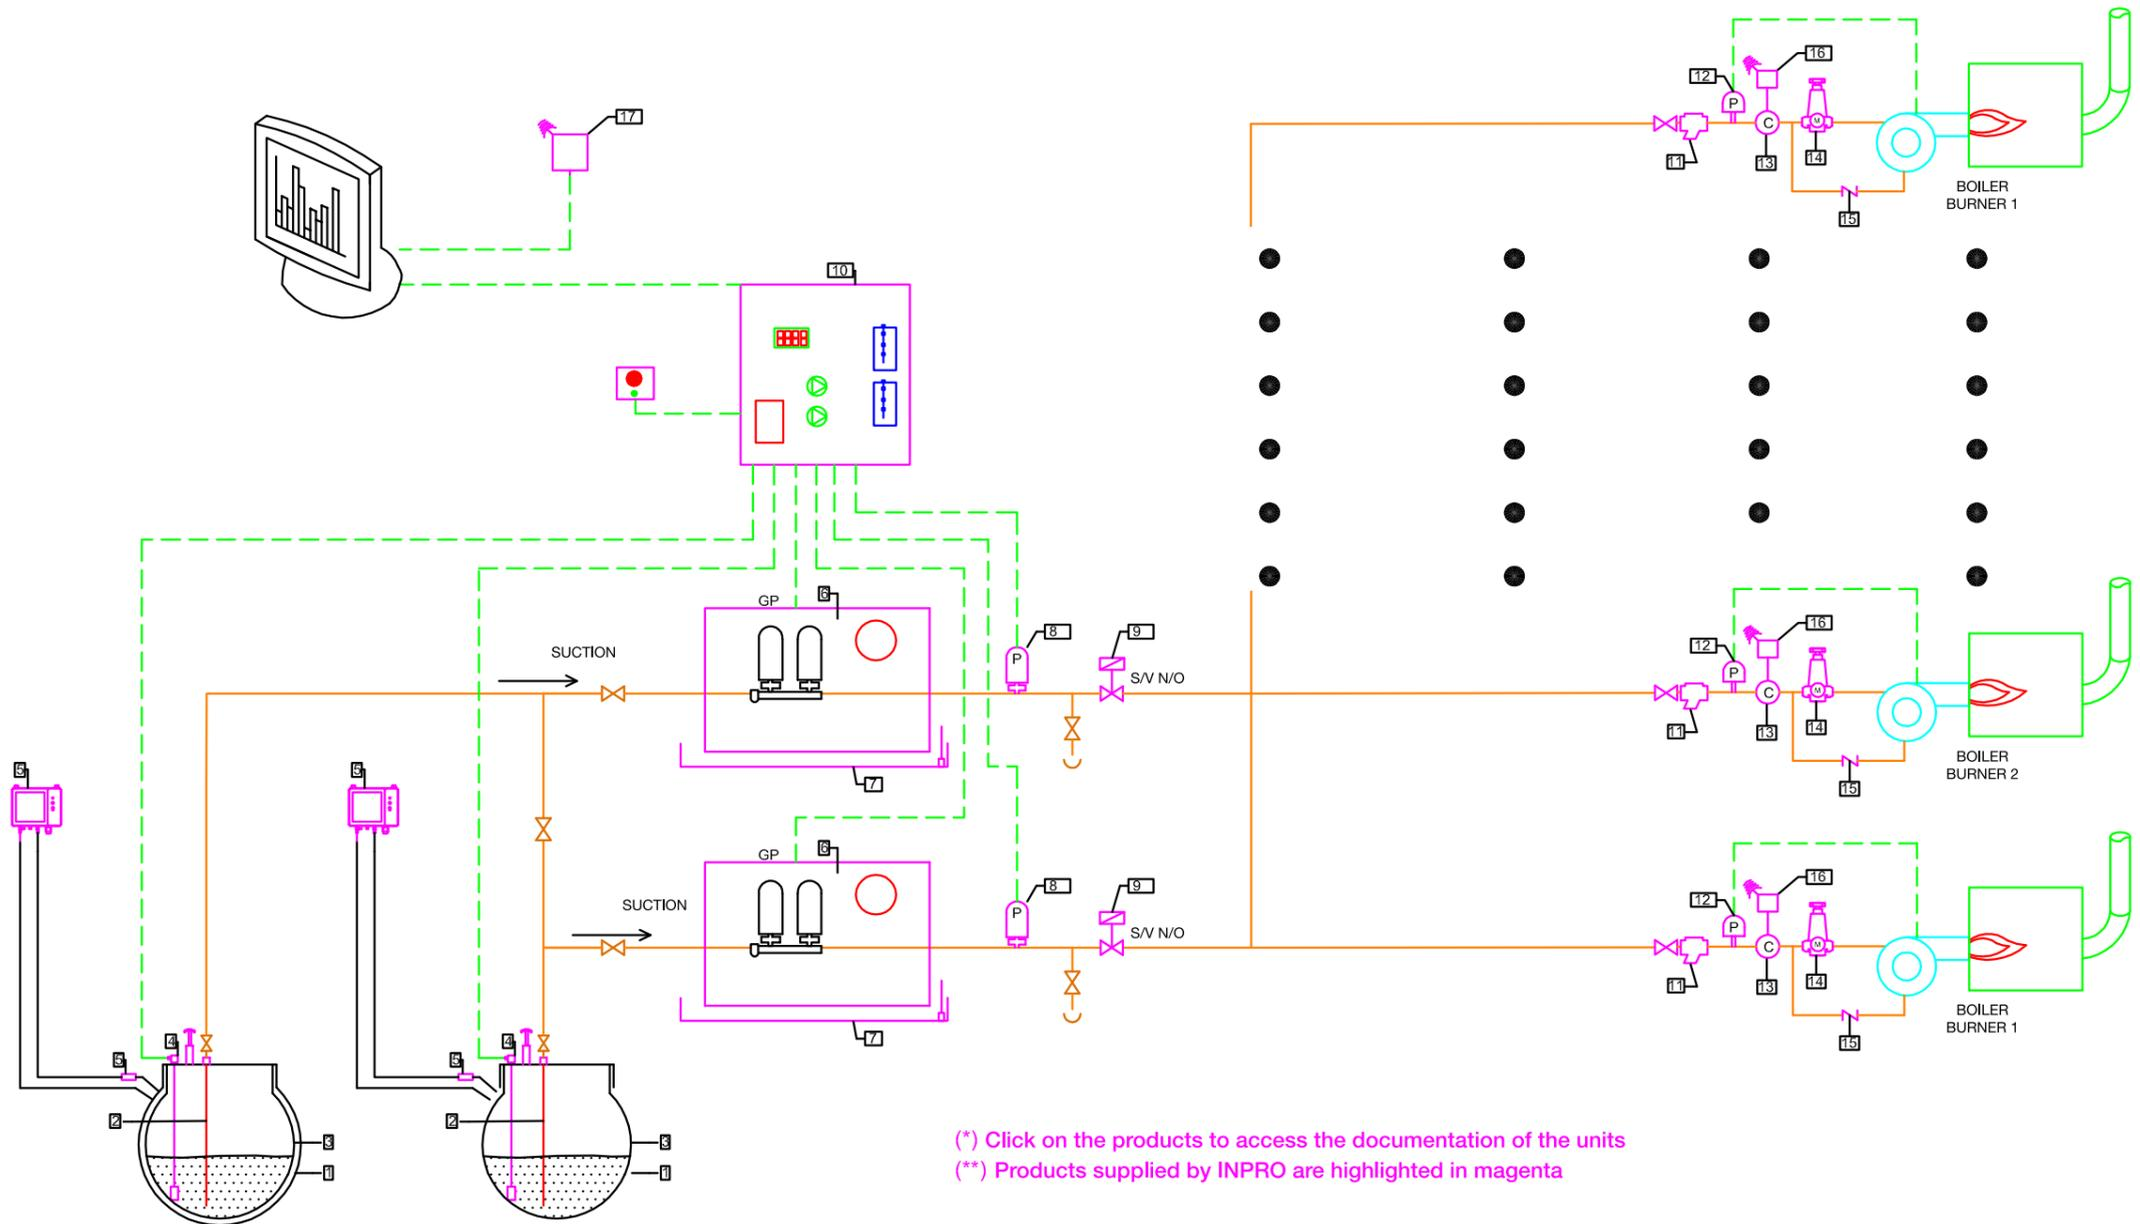 16
12
P
17
C
M
11
13
14
BOILER
BURNER 1
15
10
GP
6
SUCTION
8
9
P
S/V N/O
16
12
P
C
M
11
13
14
BOILER
BURNER 2
15
7
5
5
GP
6
SUCTION
8
9
P
S/V N/O
16
12
P
C
M
11
13
14
BOILER
BURNER 1
15
7
4
4
5
5
2
2
3
3
1
1
(*) Click on the products to access the documentation of the units
(**) Products supplied by INPRO are highlighted in magenta